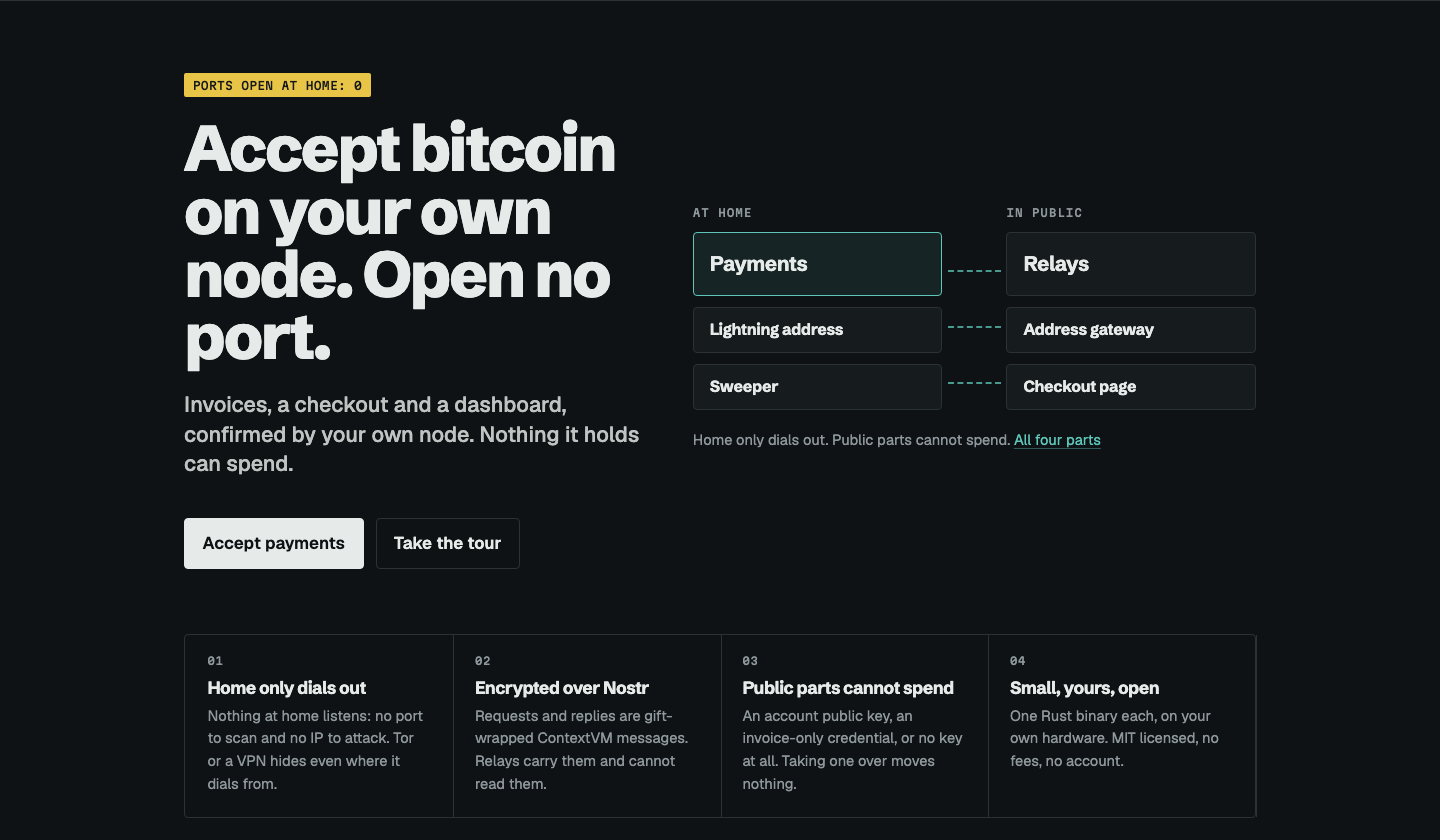 PORTS OPEN AT HOME: 0
Accept bitcoin
on your own
node. Open no
port.
Invoices, a checkout and a dashboard,
confirmed by your own node. Nothing it holds
can spend.
Accept payments
Take the tour
AT HOME
IN PUBLIC
Payments
Relays
Lightning address
Address gateway
Sweeper
Checkout page
Home only dials out. Public parts cannot spend. All four parts
01
Home only dials out
Nothing at home listens: no port
to scan and no IP to attack. Tor
or a VPN hides even where it
dials from.
02
Encrypted over Nostr
Requests and replies are gift-
wrapped ContextVM messages.
Relays carry them and cannot
read them.
03
Public parts cannot spend
An account public key, an
invoice-only credential, or no key
at all. Taking one over moves
nothing.
04
Small, yours, open
One Rust binary each, on your
own hardware. MIT licensed, no
fees, no account.